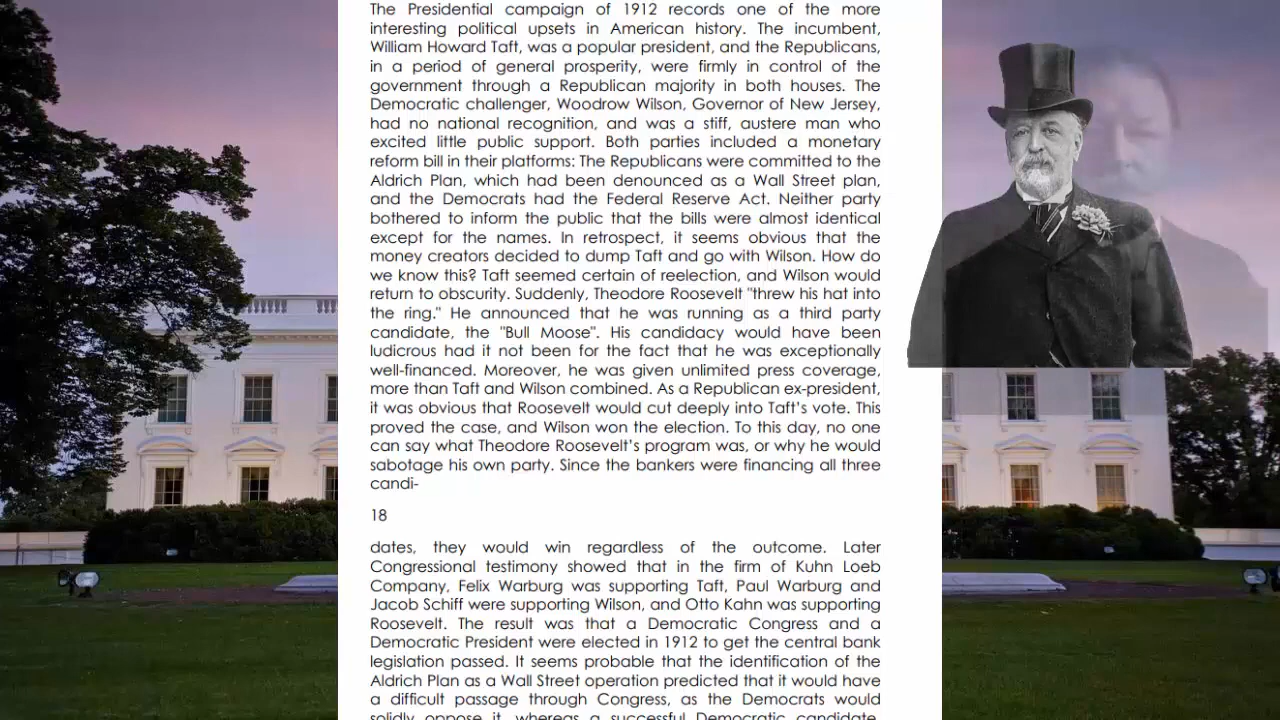 The Presidential campaign of 1912 records one of the more
interesting political upsets in American history. The incumbent,
William Howard Taft, was a popular president, and the Republicans,
in a period of general prosperity, were firmly in control of the
government through a Republican majority in both houses. The
Democratic challenger, Woodrow Wilson, Governor of New Jersey,
had no national recognition, and was a stiff, austere man who
excited little public support. Both parties included a monetary
reform bill in their platforms: The Republicans were committed to the
Aldrich Plan, which had been denounced as a Wall Street plan,
and the Democrats had the Federal Reserve Act. Neither party
bothered to inform the public that the bills were almost identical
except for the names. In retrospect, it seems obvious that the
money creators decided to dump Taft and go with Wilson. How do
we know this? Taft seemed certain of reelection, and Wilson would
return to obscurity. Suddenly, Theodore Roosevelt "threw his hat into
the ring." He announced that he was running as a third party
candidate, the "Bull Moose". His candidacy would have been
ludicrous had it not been for the fact that he was exceptionally
well-financed. Moreover, he was given unlimited press coverage,
more than Taft and Wilson combined. As a Republican ex-president,
it was obvious that Roosevelt would cut deeply into Taft's vote. This
proved the case, and Wilson won the election. To this day, no one
can say what Theodore Roosevelt's program was, or why he would
sabotage his own party. Since the bankers were financing all three
candi-
18
dates, they would win regardless of the outcome. Later
Congressional testimony showed that in the firm of Kuhn Loeb
Company, Felix Warburg was supporting Taft, Paul Warburg and
Jacob Schiff were supporting Wilson, and Otto Kahn was supporting
Roosevelt. The result was that a Democratic Congress and a
Democratic President were elected in 1912 to get the central bank
legislation passed. It seems probable that the identification of the
Aldrich Plan as a Wall Street operation predicted that it would have
a difficult passage through Congress, as the Democrats would
solidly oppose it, whereas a successful Democratic candidate,